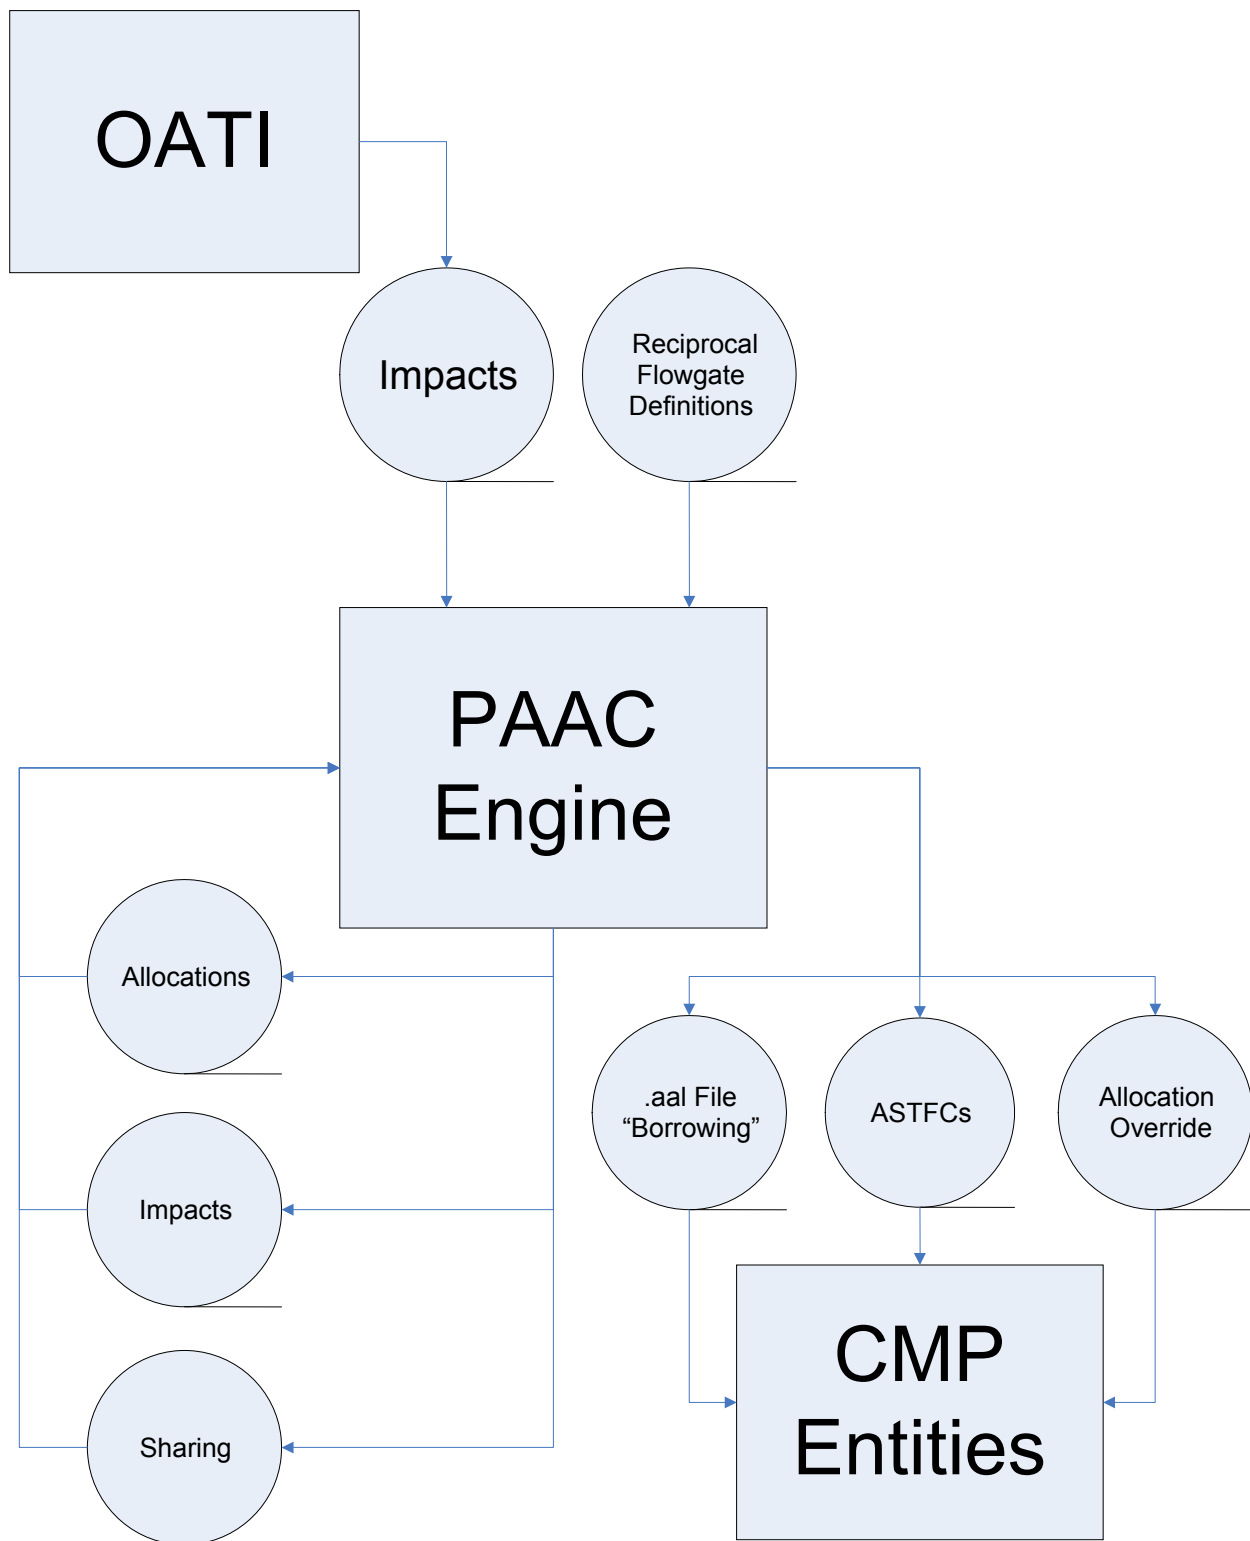 OATI
Impacts
Reciprocal
Flowgate
Definitions
PAAC
Engine
Allocations
Impacts
Sharing
.aal File
“Borrowing”
ASTFCs
Allocation
Override
CMP
Entities